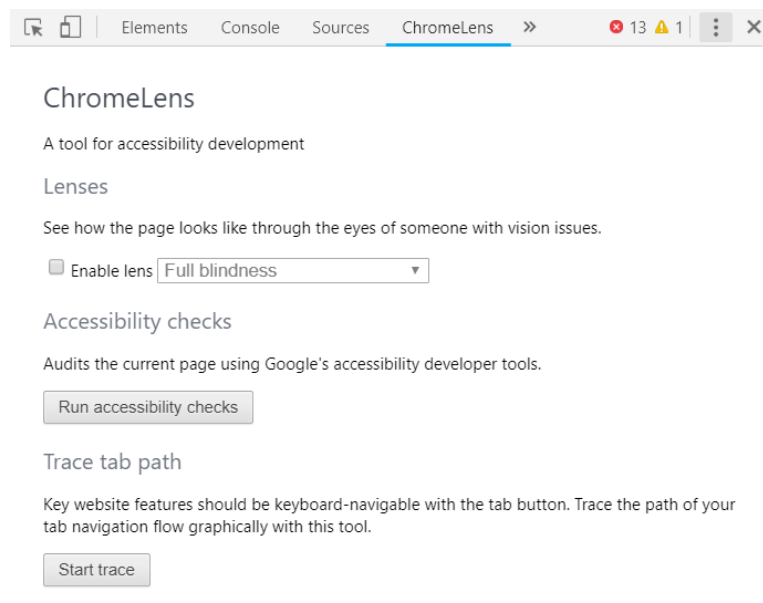 Elements Console Sources ChromeLens » 13 1
ChromeLens
A tool for accessibility development
Lenses
See how the page looks like through the eyes of someone with vision issues.
Enable lens Full blindness
Accessibility checks
Audits the current page using Google's accessibility developer tools.
Run accessibility checks
Trace tab path
Key website features should be keyboard-navigable with the tab button. Trace the path of your
tab navigation flow graphically with this tool.
Start trace